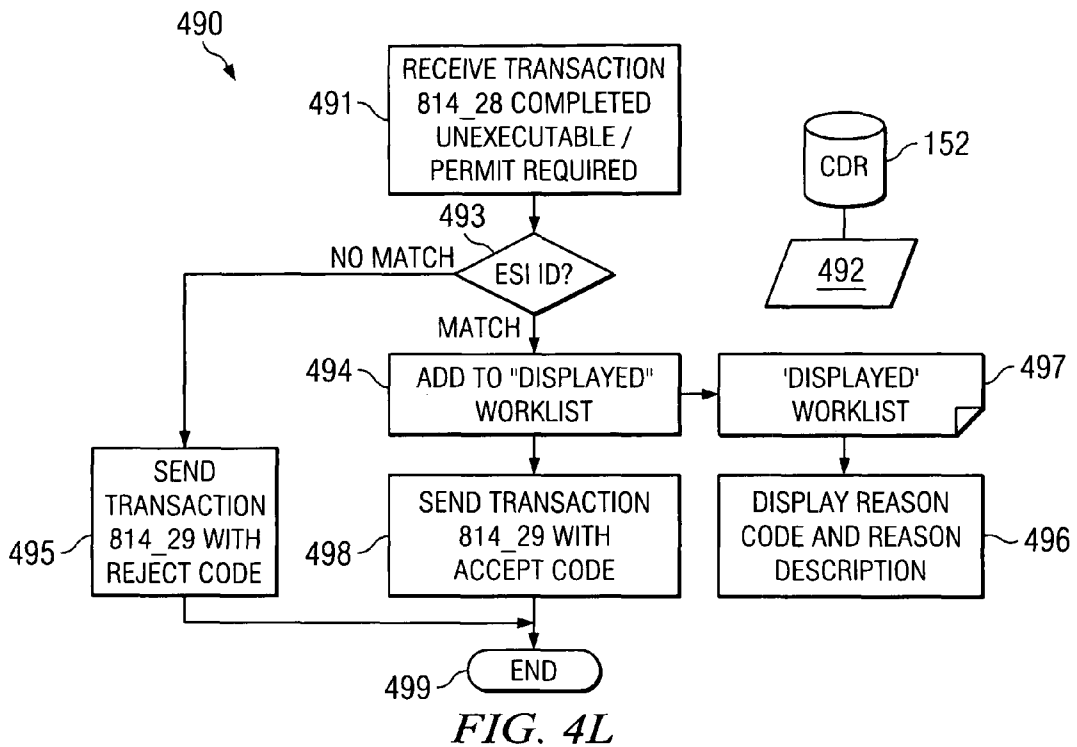 490
491
RECEIVE TRANSACTION
814_28 COMPLETED
UNEXECUTABLE /
PERMIT REQUIRED
CDR
152
492
493
NO MATCH
ESI ID?
MATCH
494
ADD TO "DISPLAYED"
WORKLIST
'DISPLAYED'
WORKLIST
497
495
SEND
TRANSACTION
814_29 WITH
REJECT CODE
498
SEND TRANSACTION
814_29 WITH
ACCEPT CODE
DISPLAY REASON
CODE AND REASON
DESCRIPTION
496
END
499
FIG. 4L